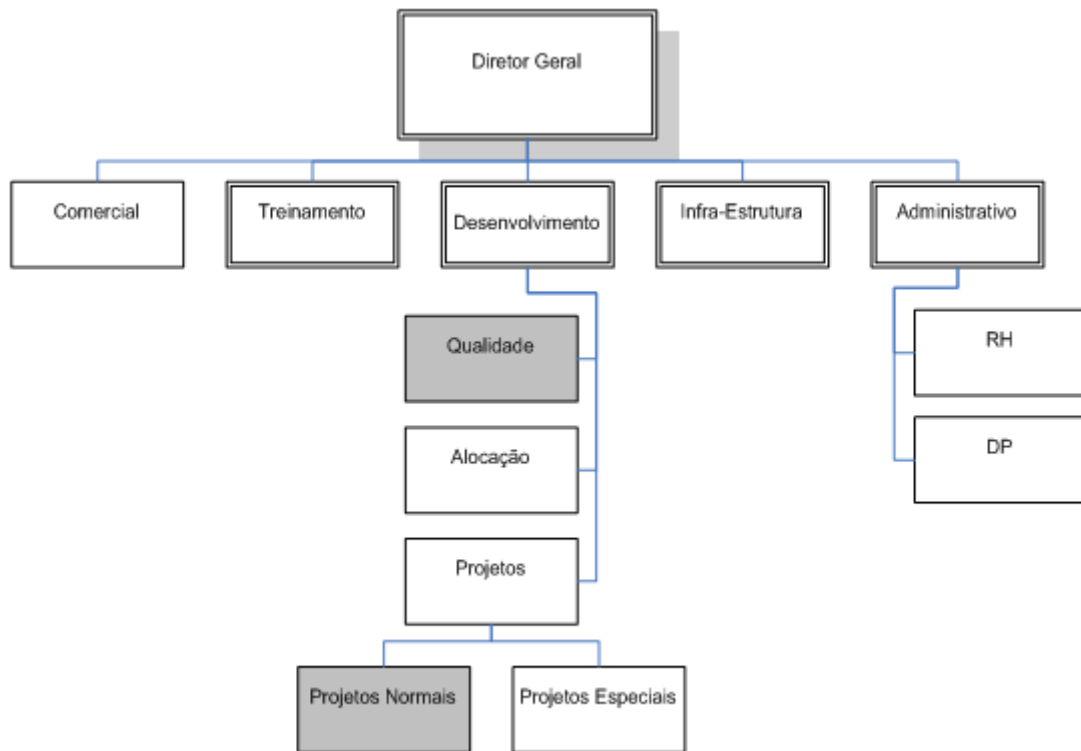 Diretor Geral
Comercial
Treinamento
Desenvolvimento
Infra-Estrutura
Administrativo
Qualidade
RH
Alocação
DP
Projetos
Projetos Normais
Projetos Especiais